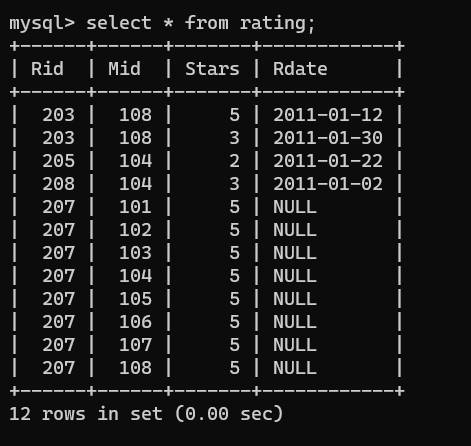 mysql> select * from rating;
+------+------+-------+------------+
| Rid  | Mid  | Stars | Rdate      |
+------+------+-------+------------+
|  203 |  108 |     5 | 2011-01-12 |
|  203 |  108 |     3 | 2011-01-30 |
|  205 |  104 |     2 | 2011-01-22 |
|  208 |  104 |     3 | 2011-01-02 |
|  207 |  101 |     5 | NULL       |
|  207 |  102 |     5 | NULL       |
|  207 |  103 |     5 | NULL       |
|  207 |  104 |     5 | NULL       |
|  207 |  105 |     5 | NULL       |
|  207 |  106 |     5 | NULL       |
|  207 |  107 |     5 | NULL       |
|  207 |  108 |     5 | NULL       |
+------+------+-------+------------+
12 rows in set (0.00 sec)